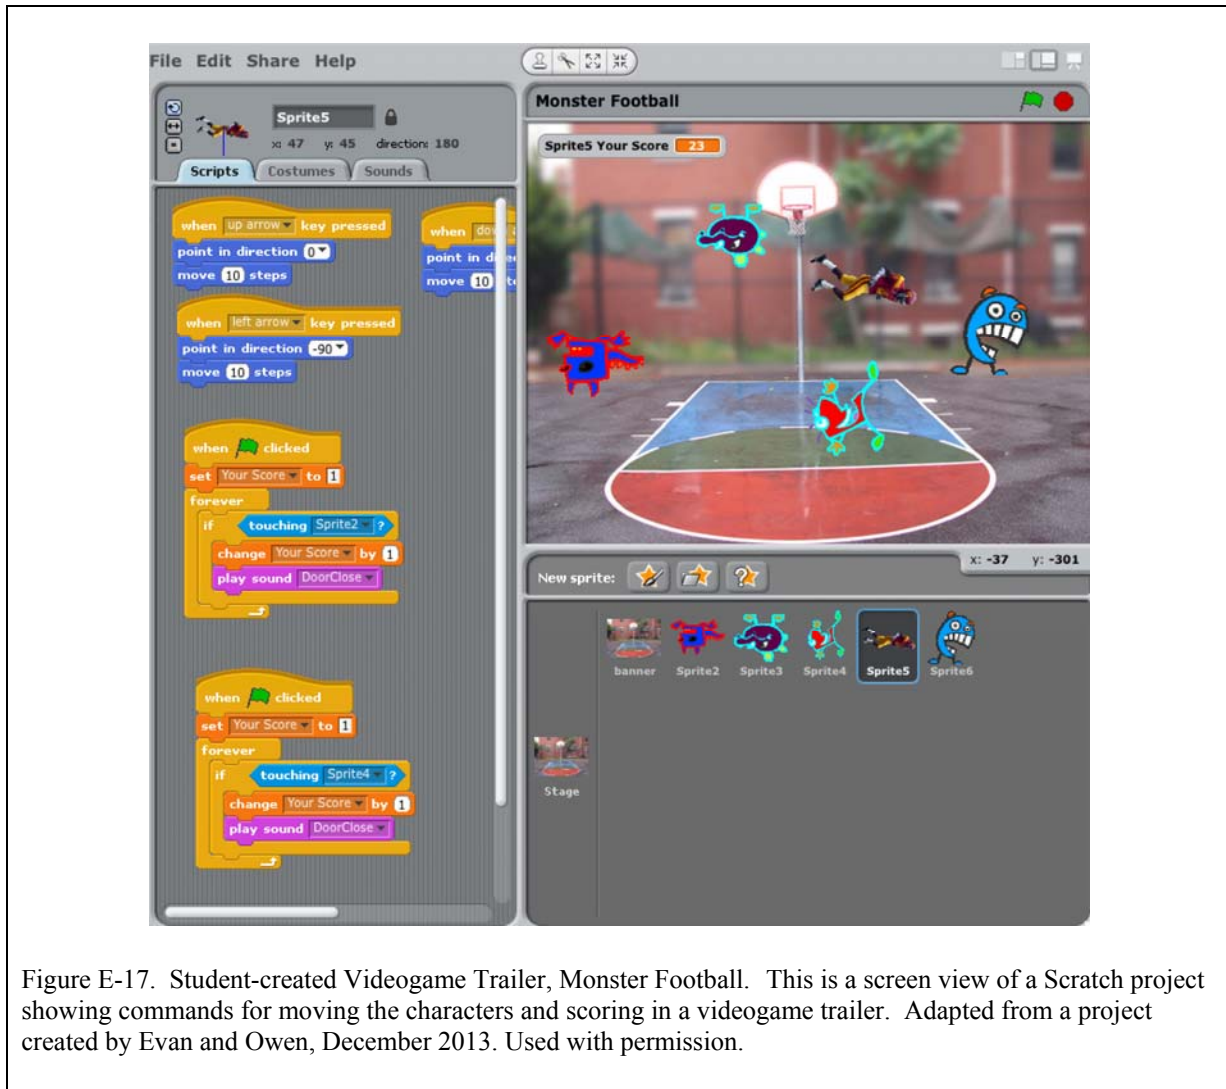 File Edit Share Help
Sprite5
x: 47 y: 45 direction: 180
Scripts Costumes Sounds
when up arrow key pressed
point in direction 0
move 10 steps
when left arrow key pressed
point in direction -90
move 10 steps
when clicked
set Your Score to 1
forever
if touching Sprite2 ?
change Your Score by 1
play sound DoorClose
when clicked
set Your Score to 1
forever
if touching Sprite4 ?
change Your Score by 1
play sound DoorClose
when
point in
move 10
Monster Football
Sprite5 Your Score 23
x: -37 y: -301
New sprite:
banner Sprite2 Sprite3 Sprite4 Sprite5 Sprite6
Stage
Figure E-17. Student-created Videogame Trailer, Monster Football. This is a screen view of a Scratch project
showing commands for moving the characters and scoring in a videogame trailer. Adapted from a project
created by Evan and Owen, December 2013. Used with permission.